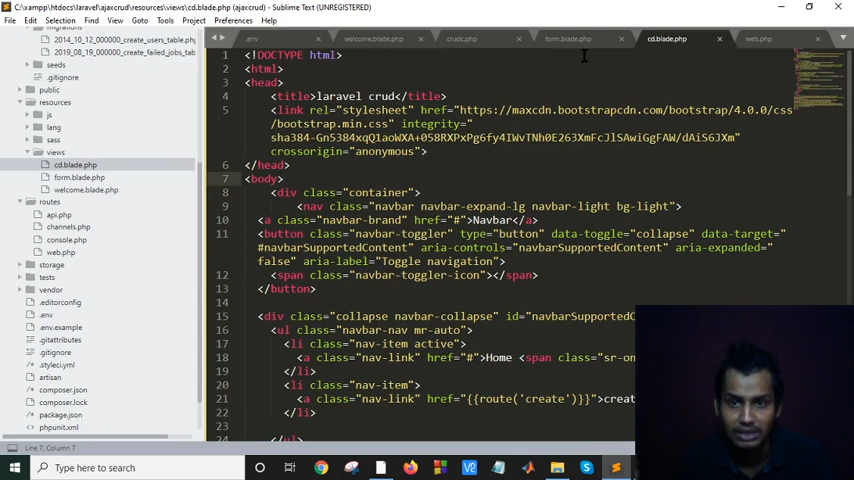 C:\xampp\htdocs\laravel\ajaxcrud\resources\views\cd.blade.php (ajaxcrud) - Sublime Text (UNREGISTERED)
File Edit Selection Find View Goto Tools Project Preferences Help
migrations
2014_10_12_000000_create_users_table.php
2019_08_19_000000_create_failed_jobs_tab
seeds
.gitignore
public
resources
js
lang
sass
views
cd.blade.php
form.blade.php
welcome.blade.php
routes
api.php
channels.php
console.php
web.php
storage
tests
vendor
.editorconfig
.env
.env.example
.gitattributes
.gitignore
.styleci.yml
artisan
composer.json
composer.lock
package.json
phpunit.xml
.env
welcome.blade.php
crudc.php
form.blade.php
cd.blade.php
web.php
1 <!DOCTYPE html>
2 <html>
3 <head>
4 <title>laravel crud</title>
5 <link rel="stylesheet" href="https://maxcdn.bootstrapcdn.com/bootstrap/4.0.0/css
/bootstrap.min.css" integrity="
sha384-Gn5384xqQ1aoWXA+058RXPxPg6fy4IWvTNh0E263XmFcJlSAwiGgFAW/dAiS6JXm"
crossorigin="anonymous">
6 </head>
7 <body>
8 <div class="container">
9 <nav class="navbar navbar-expand-lg navbar-light bg-light">
10 <a class="navbar-brand" href="#">Navbar</a>
11 <button class="navbar-toggler" type="button" data-toggle="collapse" data-target="
#navbarSupportedContent" aria-controls="navbarSupportedContent" aria-expanded="
false" aria-label="Toggle navigation">
12 <span class="navbar-toggler-icon"></span>
13 </button>
14
15 <div class="collapse navbar-collapse" id="navbarSupportedC
16 <ul class="navbar-nav mr-auto">
17 <li class="nav-item active">
18 <a class="nav-link" href="#">Home <span class="sr-on
19 </li>
20 <li class="nav-item">
21 <a class="nav-link" href="{{route('create')}}">creat
22 </li>
23
24 </ul>
Line 7, Column 7
Type here to search